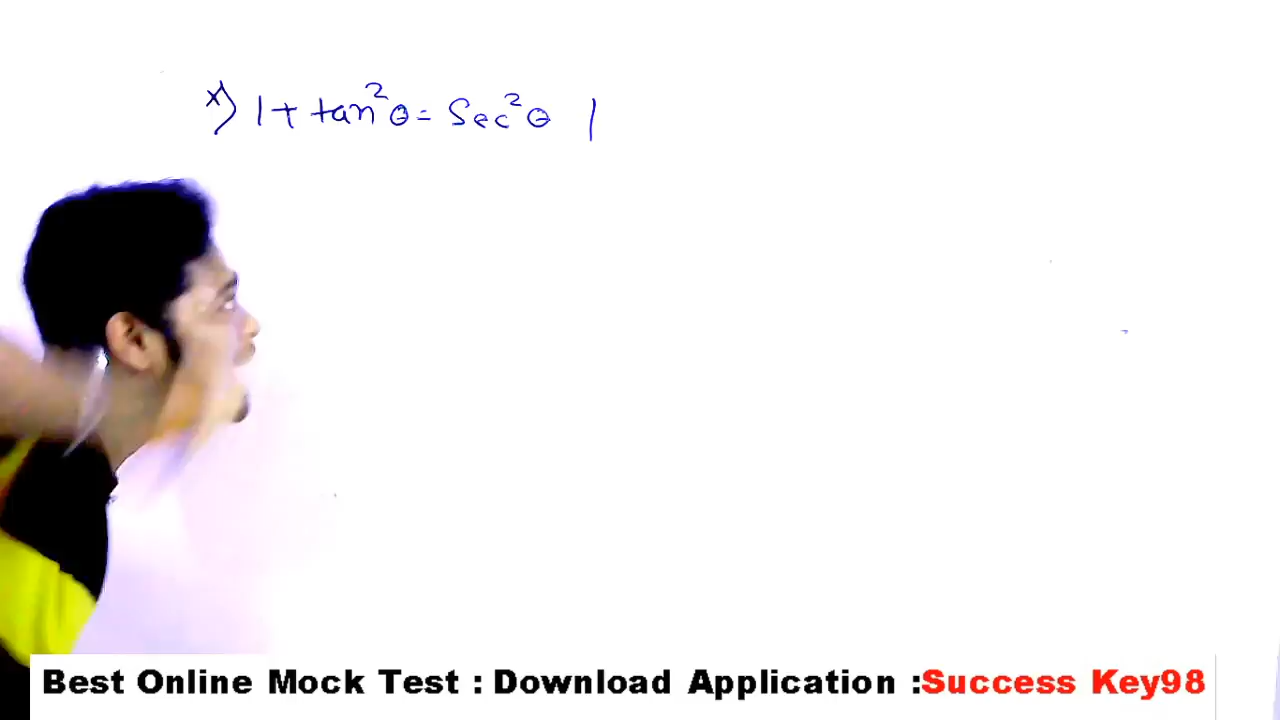 *) 1 + tan²θ = Sec²θ |
Best Online Mock Test : Download Application :Success Key98